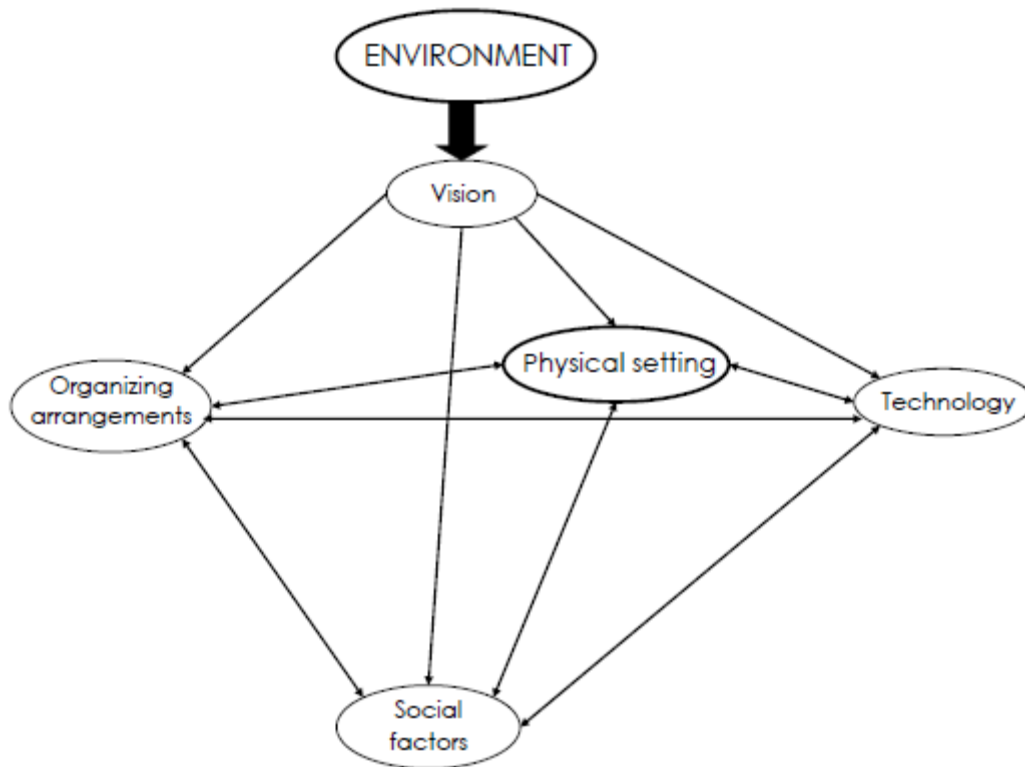 ENVIRONMENT
Vision
Physical setting
Organizing
arrangements
Technology
Social
factors